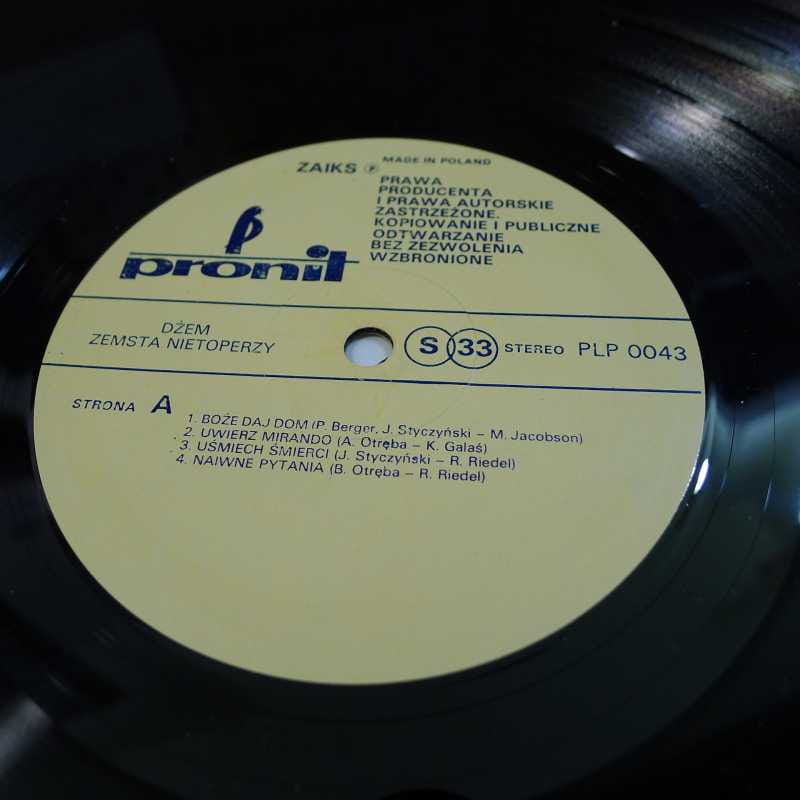 ZAIKS Ⓟ MADE IN POLAND
PRAWA
PRODUCENTA
I PRAWA AUTORSKIE
ZASTRZEŻONE.
KOPIOWANIE I PUBLICZNE
ODTWARZANIE
BEZ ZEZWOLENIA
WZBRONIONE
pronit
DŻEM
ZEMSTA NIETOPERZY
S 33 STEREO PLP 0043
STRONA A
1. BOŻE DAJ DOM (P. Berger, J. Styczyński – M. Jacobson)
2. UWIERZ MIRANDO (A. Otręba – K. Galaś)
3. UŚMIECH ŚMIERCI (J. Styczyński – R. Riedel)
4. NAIWNE PYTANIA (B. Otręba – R. Riedel)